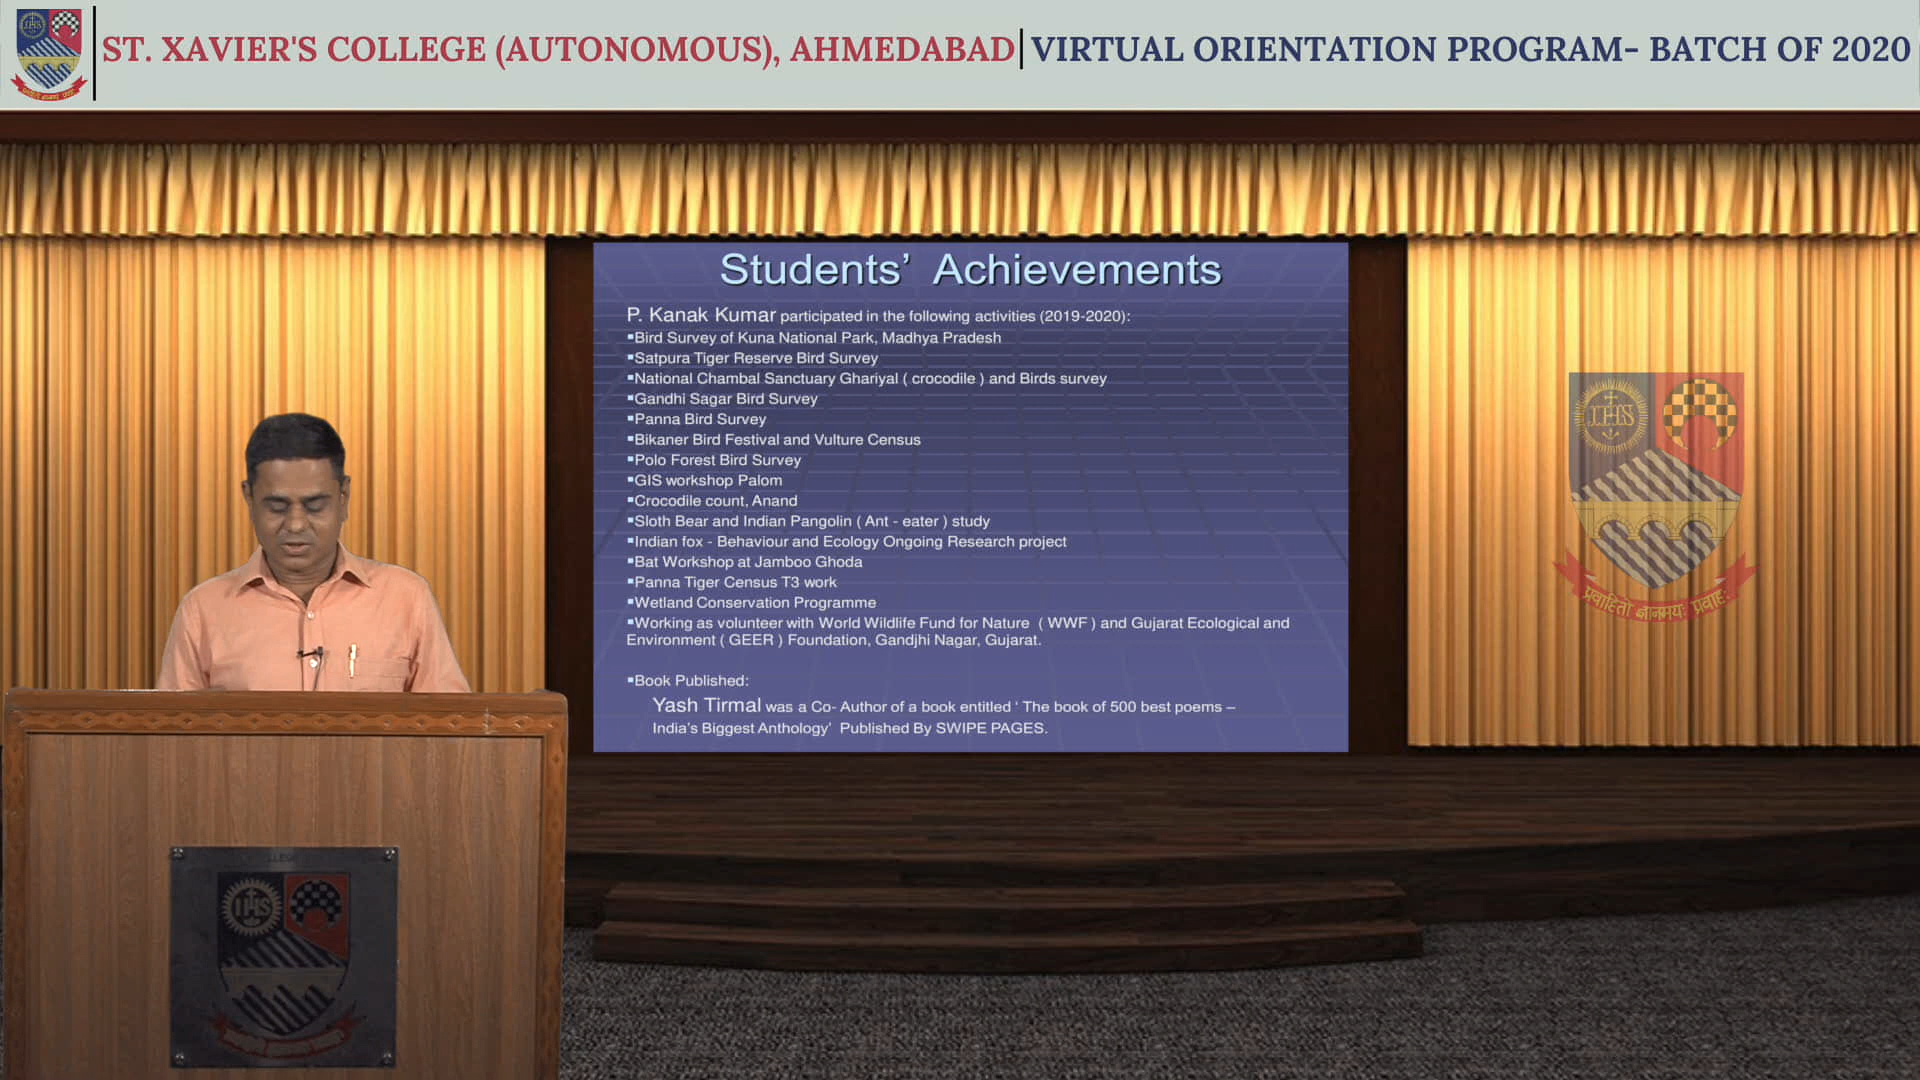 ST. XAVIER'S COLLEGE (AUTONOMOUS), AHMEDABAD
VIRTUAL ORIENTATION PROGRAM- BATCH OF 2020
Students’ Achievements
P. Kanak Kumar participated in the following activities (2019-2020):
▪Bird Survey of Kuna National Park, Madhya Pradesh
▪Satpura Tiger Reserve Bird Survey
▪National Chambal Sanctuary Ghariyal ( crocodile ) and Birds survey
▪Gandhi Sagar Bird Survey
▪Panna Bird Survey
▪Bikaner Bird Festival and Vulture Census
▪Polo Forest Bird Survey
▪GIS workshop Palom
▪Crocodile count, Anand
▪Sloth Bear and Indian Pangolin ( Ant - eater ) study
▪Indian fox - Behaviour and Ecology Ongoing Research project
▪Bat Workshop at Jamboo Ghoda
▪Panna Tiger Census T3 work
▪Wetland Conservation Programme
▪Working as volunteer with World Wildlife Fund for Nature ( WWF ) and Gujarat Ecological and
Environment ( GEER ) Foundation, Gandjhi Nagar, Gujarat.
▪Book Published:
Yash Tirmal was a Co- Author of a book entitled ‘ The book of 500 best poems –
India’s Biggest Anthology’ Published By SWIPE PAGES.
IHS
प्रवाहितो ज्ञानमयः प्रवाहः
IHS